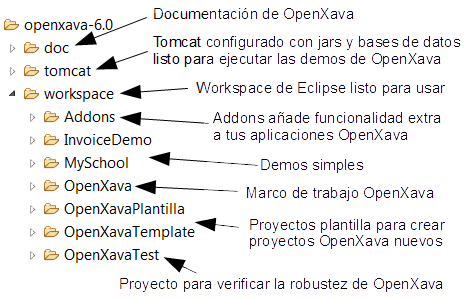 Documentación de OpenXava
openxava-6.0
doc
Tomcat configurado con jars y bases de datos
listo para ejecutar las demos de OpenXava
tomcat
workspace
Workspace de Eclipse listo para usar
Addons
Addons añade funcionalidad extra
a tus aplicaciones OpenXava
InvoiceDemo
MySchool
Demos simples
OpenXava
Marco de trabajo OpenXava
OpenXavaPlantilla
Proyectos plantilla para crear
proyectos OpenXava nuevos
OpenXavaTemplate
OpenXavaTest
Proyecto para verificar la robustez de OpenXava